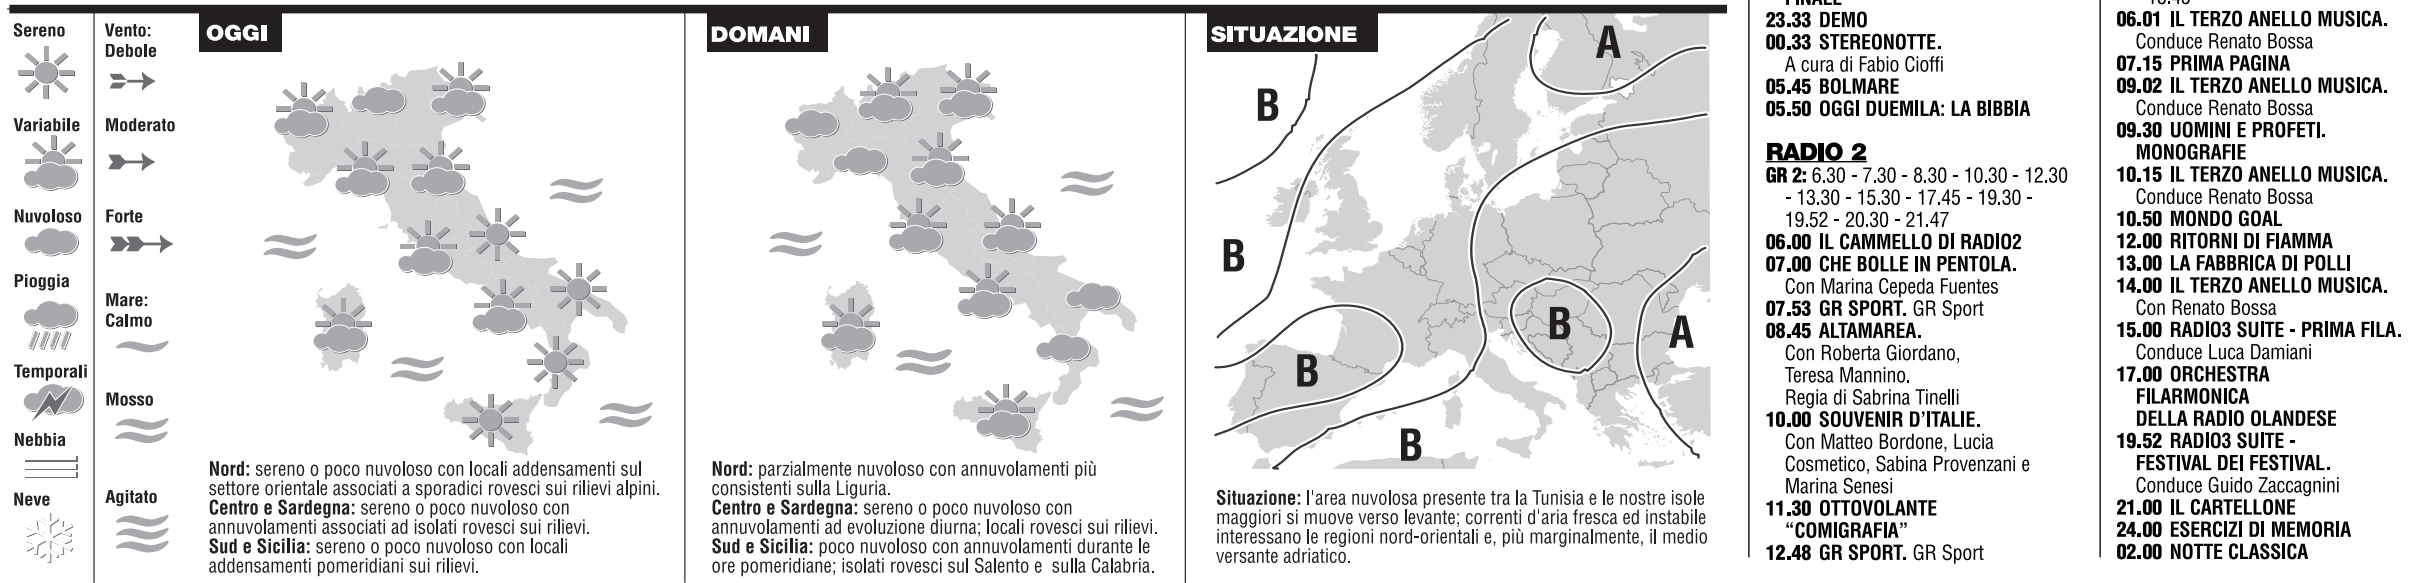 Sereno
Variabile
Nuvoloso
Pioggia
Temporali
Nebbia
Neve
Vento:
Debole
Moderato
Forte
Mare:
Calmo
Mosso
Agitato
OGGI
Nord: sereno o poco nuvoloso con locali addensamenti sul
settore orientale associati a sporadici rovesci sui rilievi alpini.
Centro e Sardegna: sereno o poco nuvoloso con
annuvolamenti associati ad isolati rovesci sui rilievi.
Sud e Sicilia: sereno o poco nuvoloso con locali
addensamenti pomeridiani sui rilievi.
DOMANI
Nord: parzialmente nuvoloso con annuvolamenti più
consistenti sulla Liguria.
Centro e Sardegna: sereno o poco nuvoloso con
annuvolamenti ad evoluzione diurna; locali rovesci sui rilievi.
Sud e Sicilia: poco nuvoloso con annuvolamenti durante le
ore pomeridiane; isolati rovesci sul Salento e sulla Calabria.
SITUAZIONE
A
B
B
B
A
B
B
Situazione: l'area nuvolosa presente tra la Tunisia e le nostre isole
maggiori si muove verso levante; correnti d'aria fresca ed instabile
interessano le regioni nord-orientali e, più marginalmente, il medio
versante adriatico.
FINALE
23.33 DEMO
00.33 STEREONOTTE.
A cura di Fabio Cioffi
05.45 BOLMARE
05.50 OGGI DUEMILA: LA BIBBIA
RADIO 2
GR 2: 6.30 - 7.30 - 8.30 - 10.30 - 12.30
- 13.30 - 15.30 - 17.45 - 19.30 -
19.52 - 20.30 - 21.47
06.00 IL CAMMELLO DI RADIO2
07.00 CHE BOLLE IN PENTOLA.
Con Marina Cepeda Fuentes
07.53 GR SPORT. GR Sport
08.45 ALTAMAREA.
Con Roberta Giordano,
Teresa Mannino.
Regia di Sabrina Tinelli
10.00 SOUVENIR D'ITALIE.
Con Matteo Bordone, Lucia
Cosmetico, Sabina Provenzani e
Marina Senesi
11.30 OTTOVOLANTE
“COMIGRAFIA”
12.48 GR SPORT. GR Sport
06.01 IL TERZO ANELLO MUSICA.
Conduce Renato Bossa
07.15 PRIMA PAGINA
09.02 IL TERZO ANELLO MUSICA.
Conduce Renato Bossa
09.30 UOMINI E PROFETI.
MONOGRAFIE
10.15 IL TERZO ANELLO MUSICA.
Conduce Renato Bossa
10.50 MONDO GOAL
12.00 RITORNI DI FIAMMA
13.00 LA FABBRICA DI POLLI
14.00 IL TERZO ANELLO MUSICA.
Con Renato Bossa
15.00 RADIO3 SUITE - PRIMA FILA.
Conduce Luca Damiani
17.00 ORCHESTRA
FILARMONICA
DELLA RADIO OLANDESE
19.52 RADIO3 SUITE -
FESTIVAL DEI FESTIVAL.
Conduce Guido Zaccagnini
21.00 IL CARTELLONE
24.00 ESERCIZI DI MEMORIA
02.00 NOTTE CLASSICA